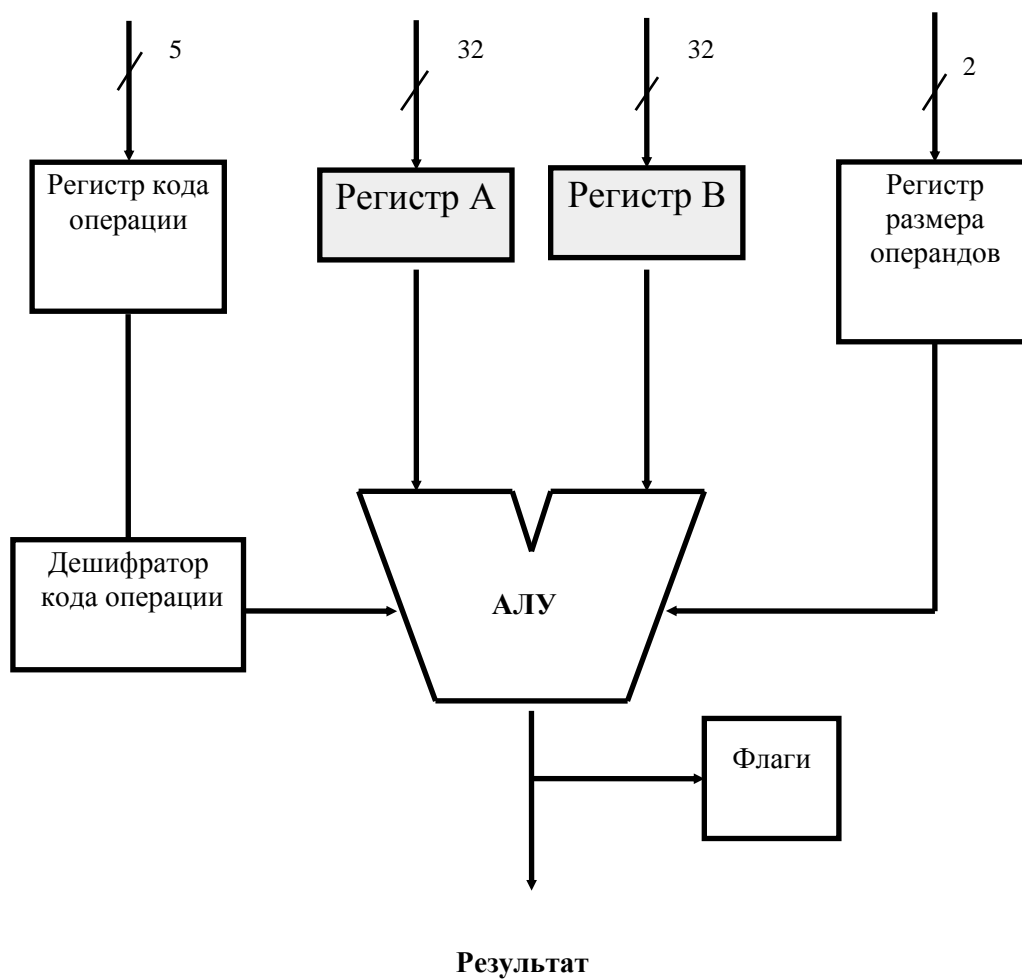 5
32
32
2
Регистр кода
операции
Регистр А
Регистр В
Регистр
размера
операндов
Дешифратор
кода операции
АЛУ
Флаги
Результат